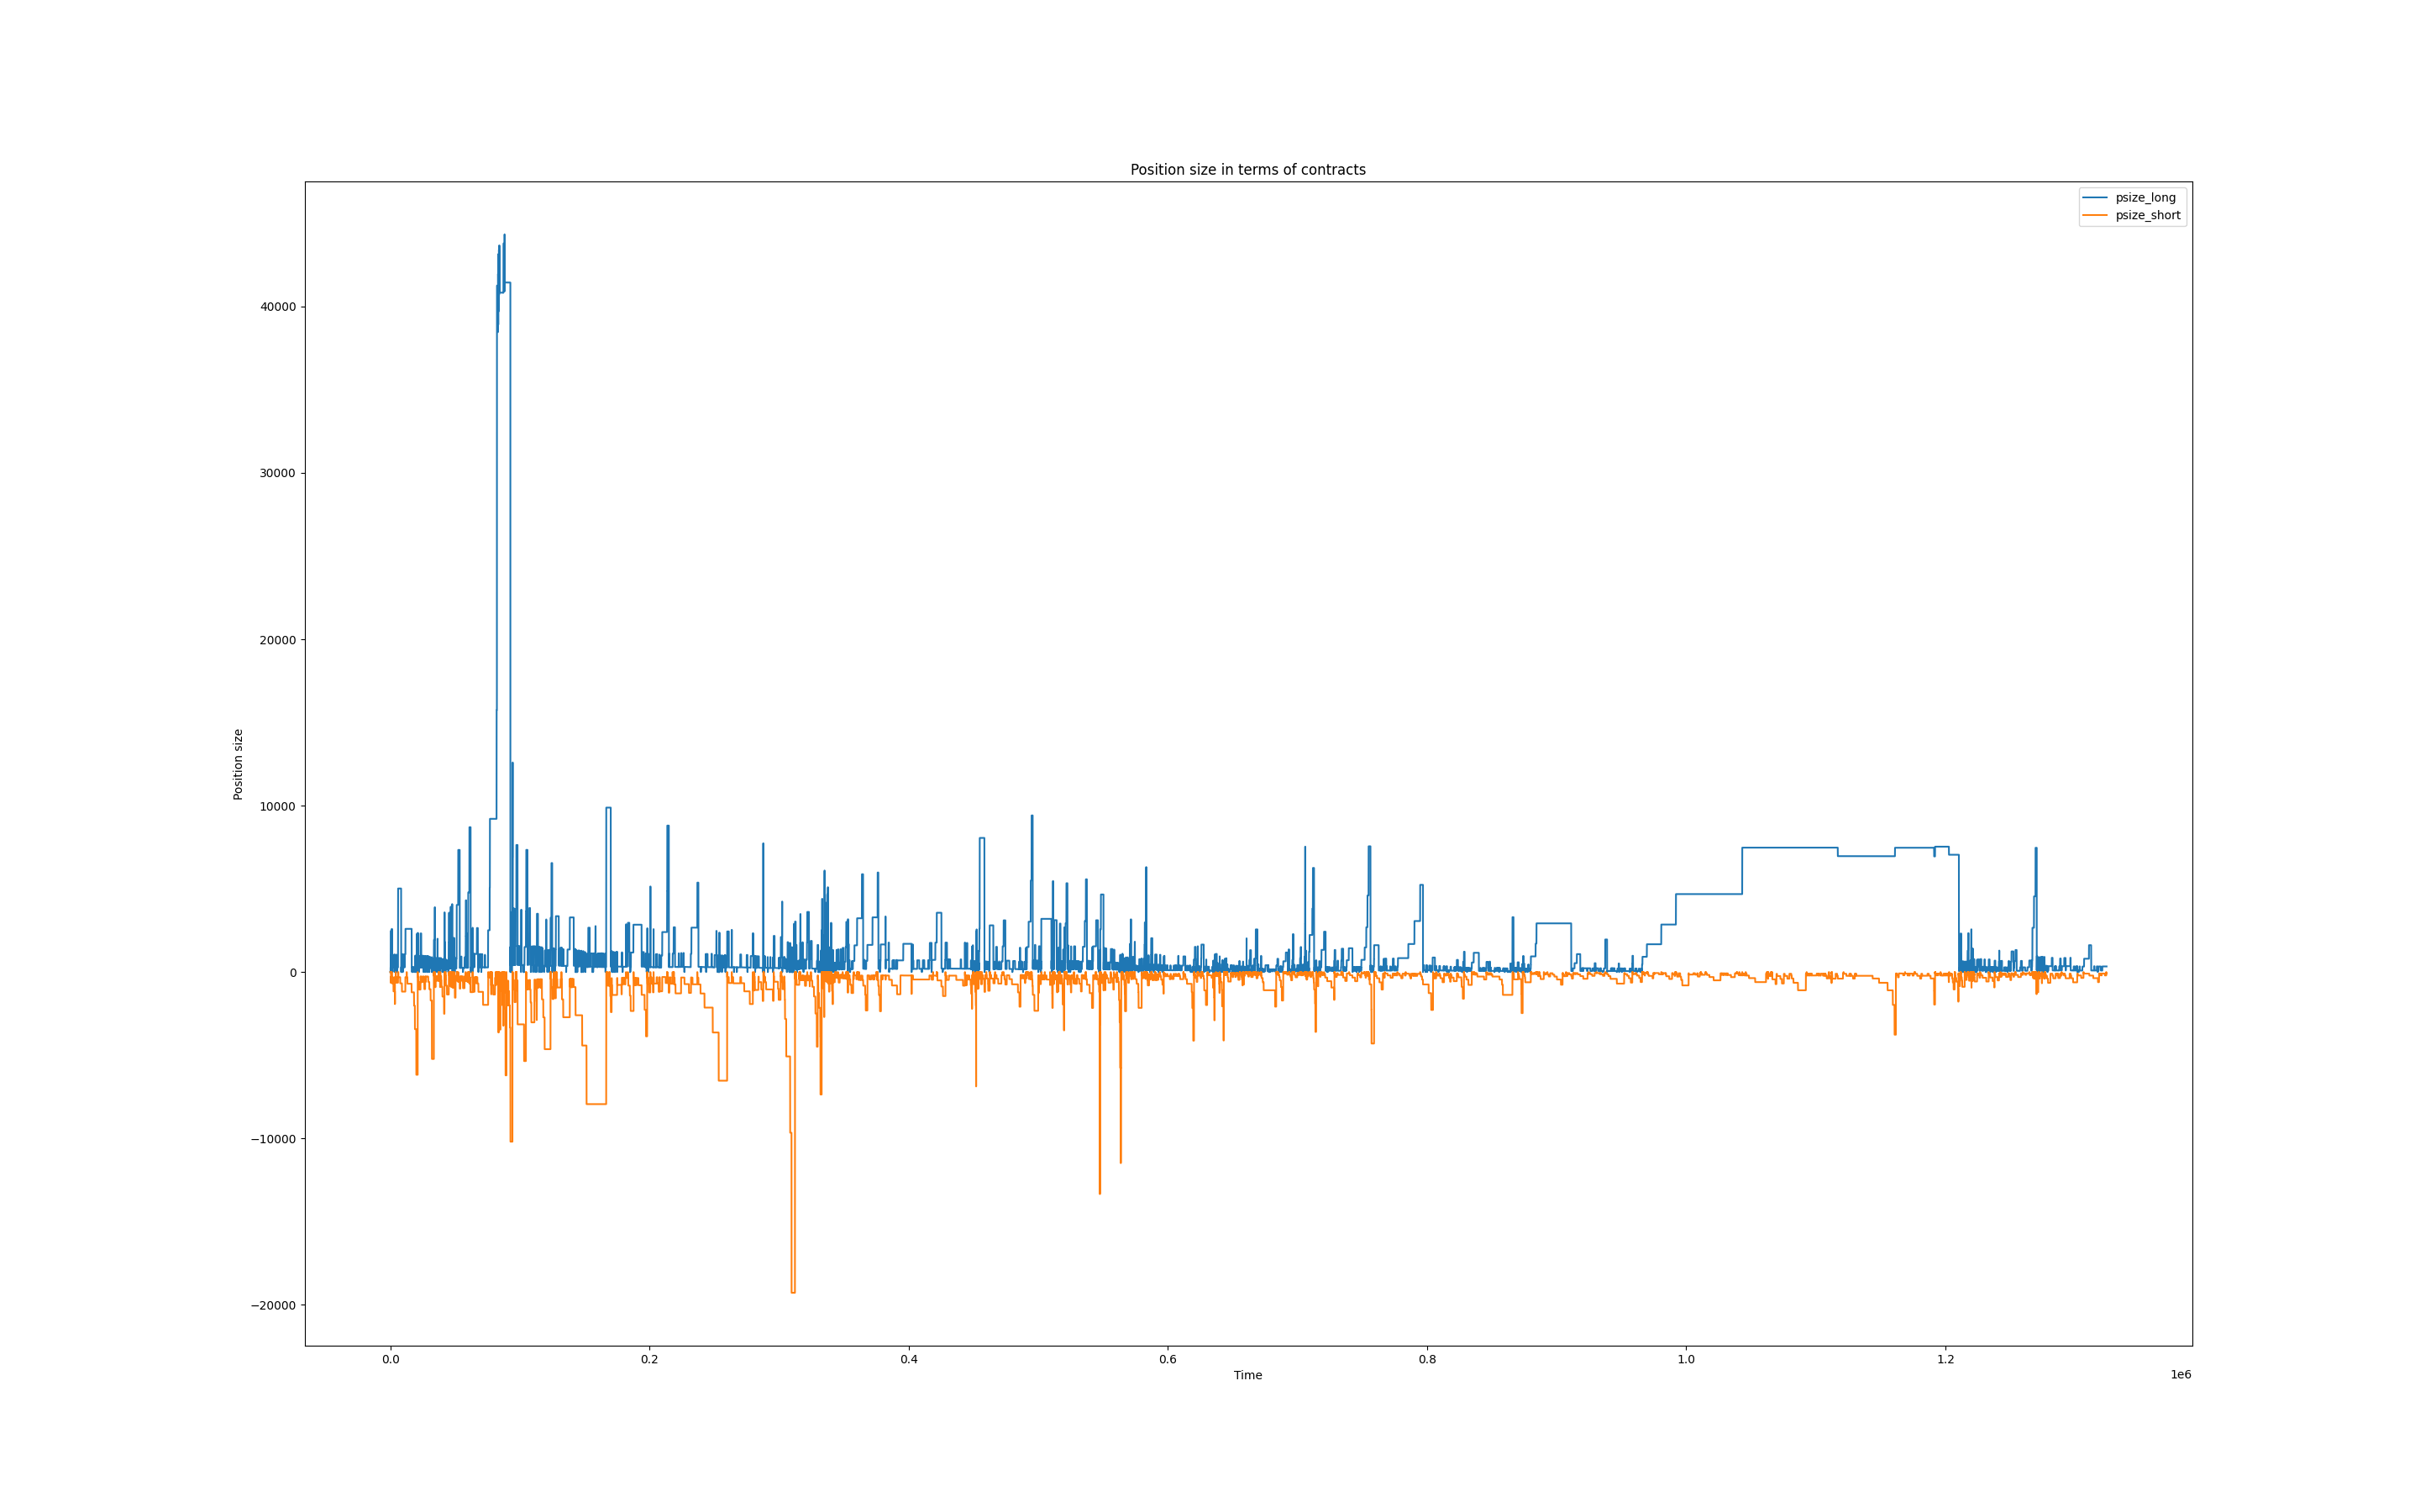 Position size in terms of contracts
psize_long
psize_short
Position size
40000
30000
20000
10000
0
−10000
−20000
0.0 0.2 0.4 0.6 0.8 1.0 1.2
Time
1e6